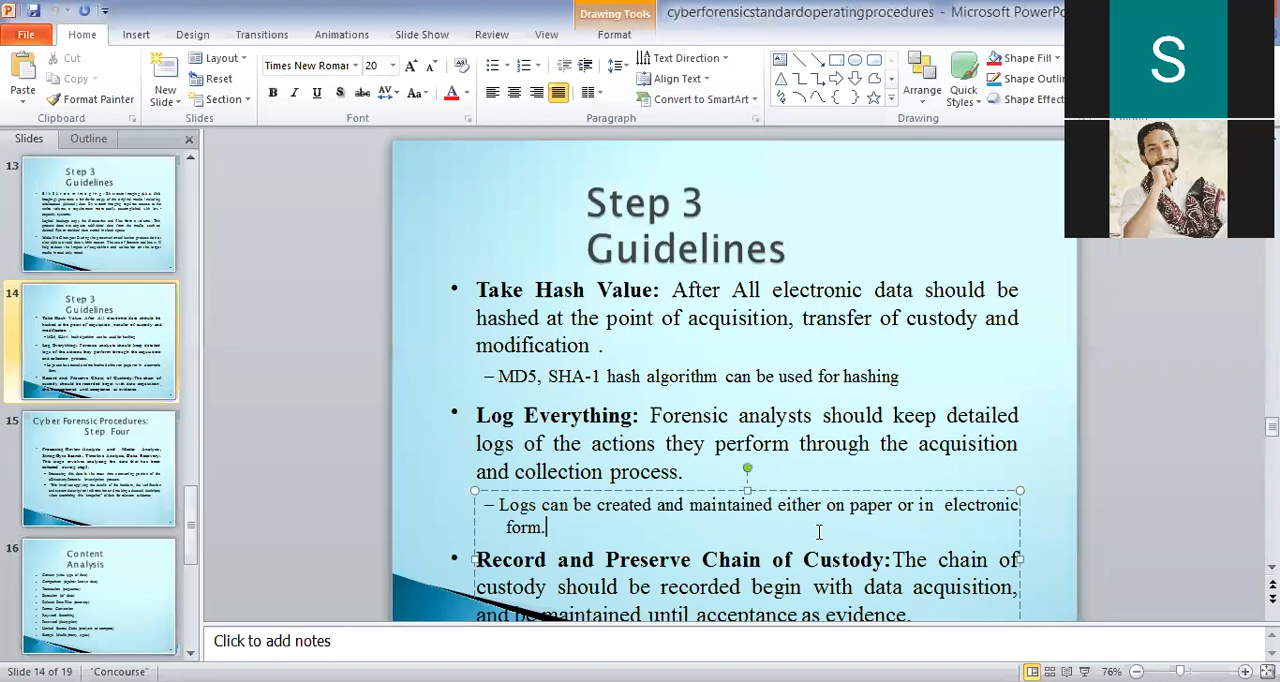 Drawing Tools
cyberforensicstandardoperatingprocedures - Microsoft PowerPo
File Home Insert Design Transitions Animations Slide Show Review View Format
Paste
Cut
Copy
Format Painter
Clipboard
New
Slide
Layout
Reset
Section
Slides
Times New Roman 20
B I U S abc AV Aa A
Font
Text Direction
Align Text
Convert to SmartArt
Paragraph
Arrange
Quick
Styles
Shape Fill
Shape Outlin
Shape Effect
Drawing
S
Slides Outline
13
Step 3
Guidelines
14
Step 3
Guidelines
15
Cyber Forensic Procedures:
Step Four
16
Content
Analysis
Step 3
Guidelines
• Take Hash Value: After All electronic data should be
hashed at the point of acquisition, transfer of custody and
modification .
– MD5, SHA-1 hash algorithm can be used for hashing
• Log Everything: Forensic analysts should keep detailed
logs of the actions they perform through the acquisition
and collection process.
– Logs can be created and maintained either on paper or in electronic
form.
• Record and Preserve Chain of Custody:The chain of
custody should be recorded begin with data acquisition,
and be maintained until acceptance as evidence.
Click to add notes
Slide 14 of 19 "Concourse" 76%